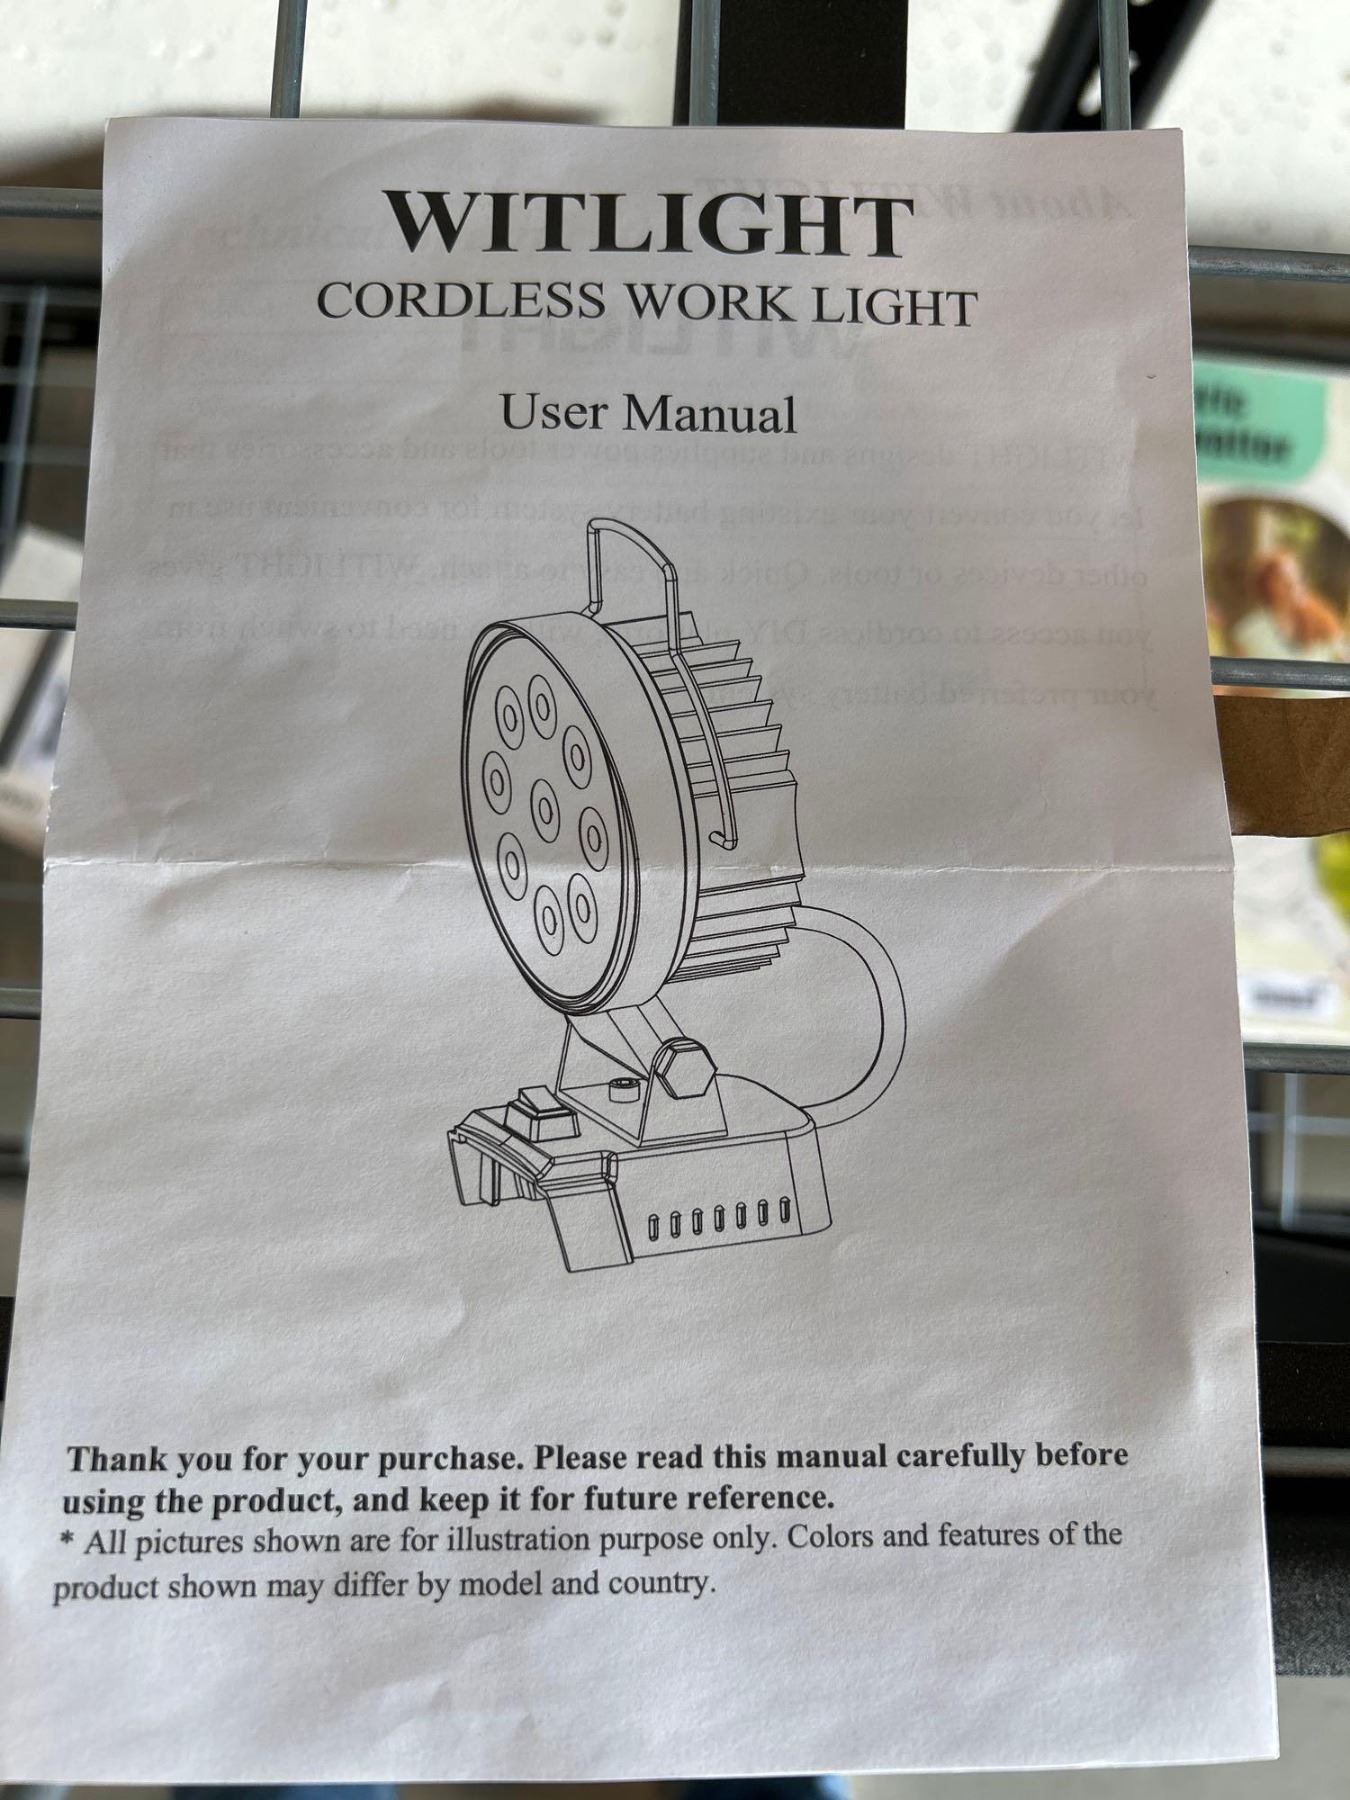 WITLIGHT
CORDLESS WORK LIGHT
User Manual
Thank you for your purchase. Please read this manual carefully before
using the product, and keep it for future reference.
* All pictures shown are for illustration purpose only. Colors and features of the
product shown may differ by model and country.